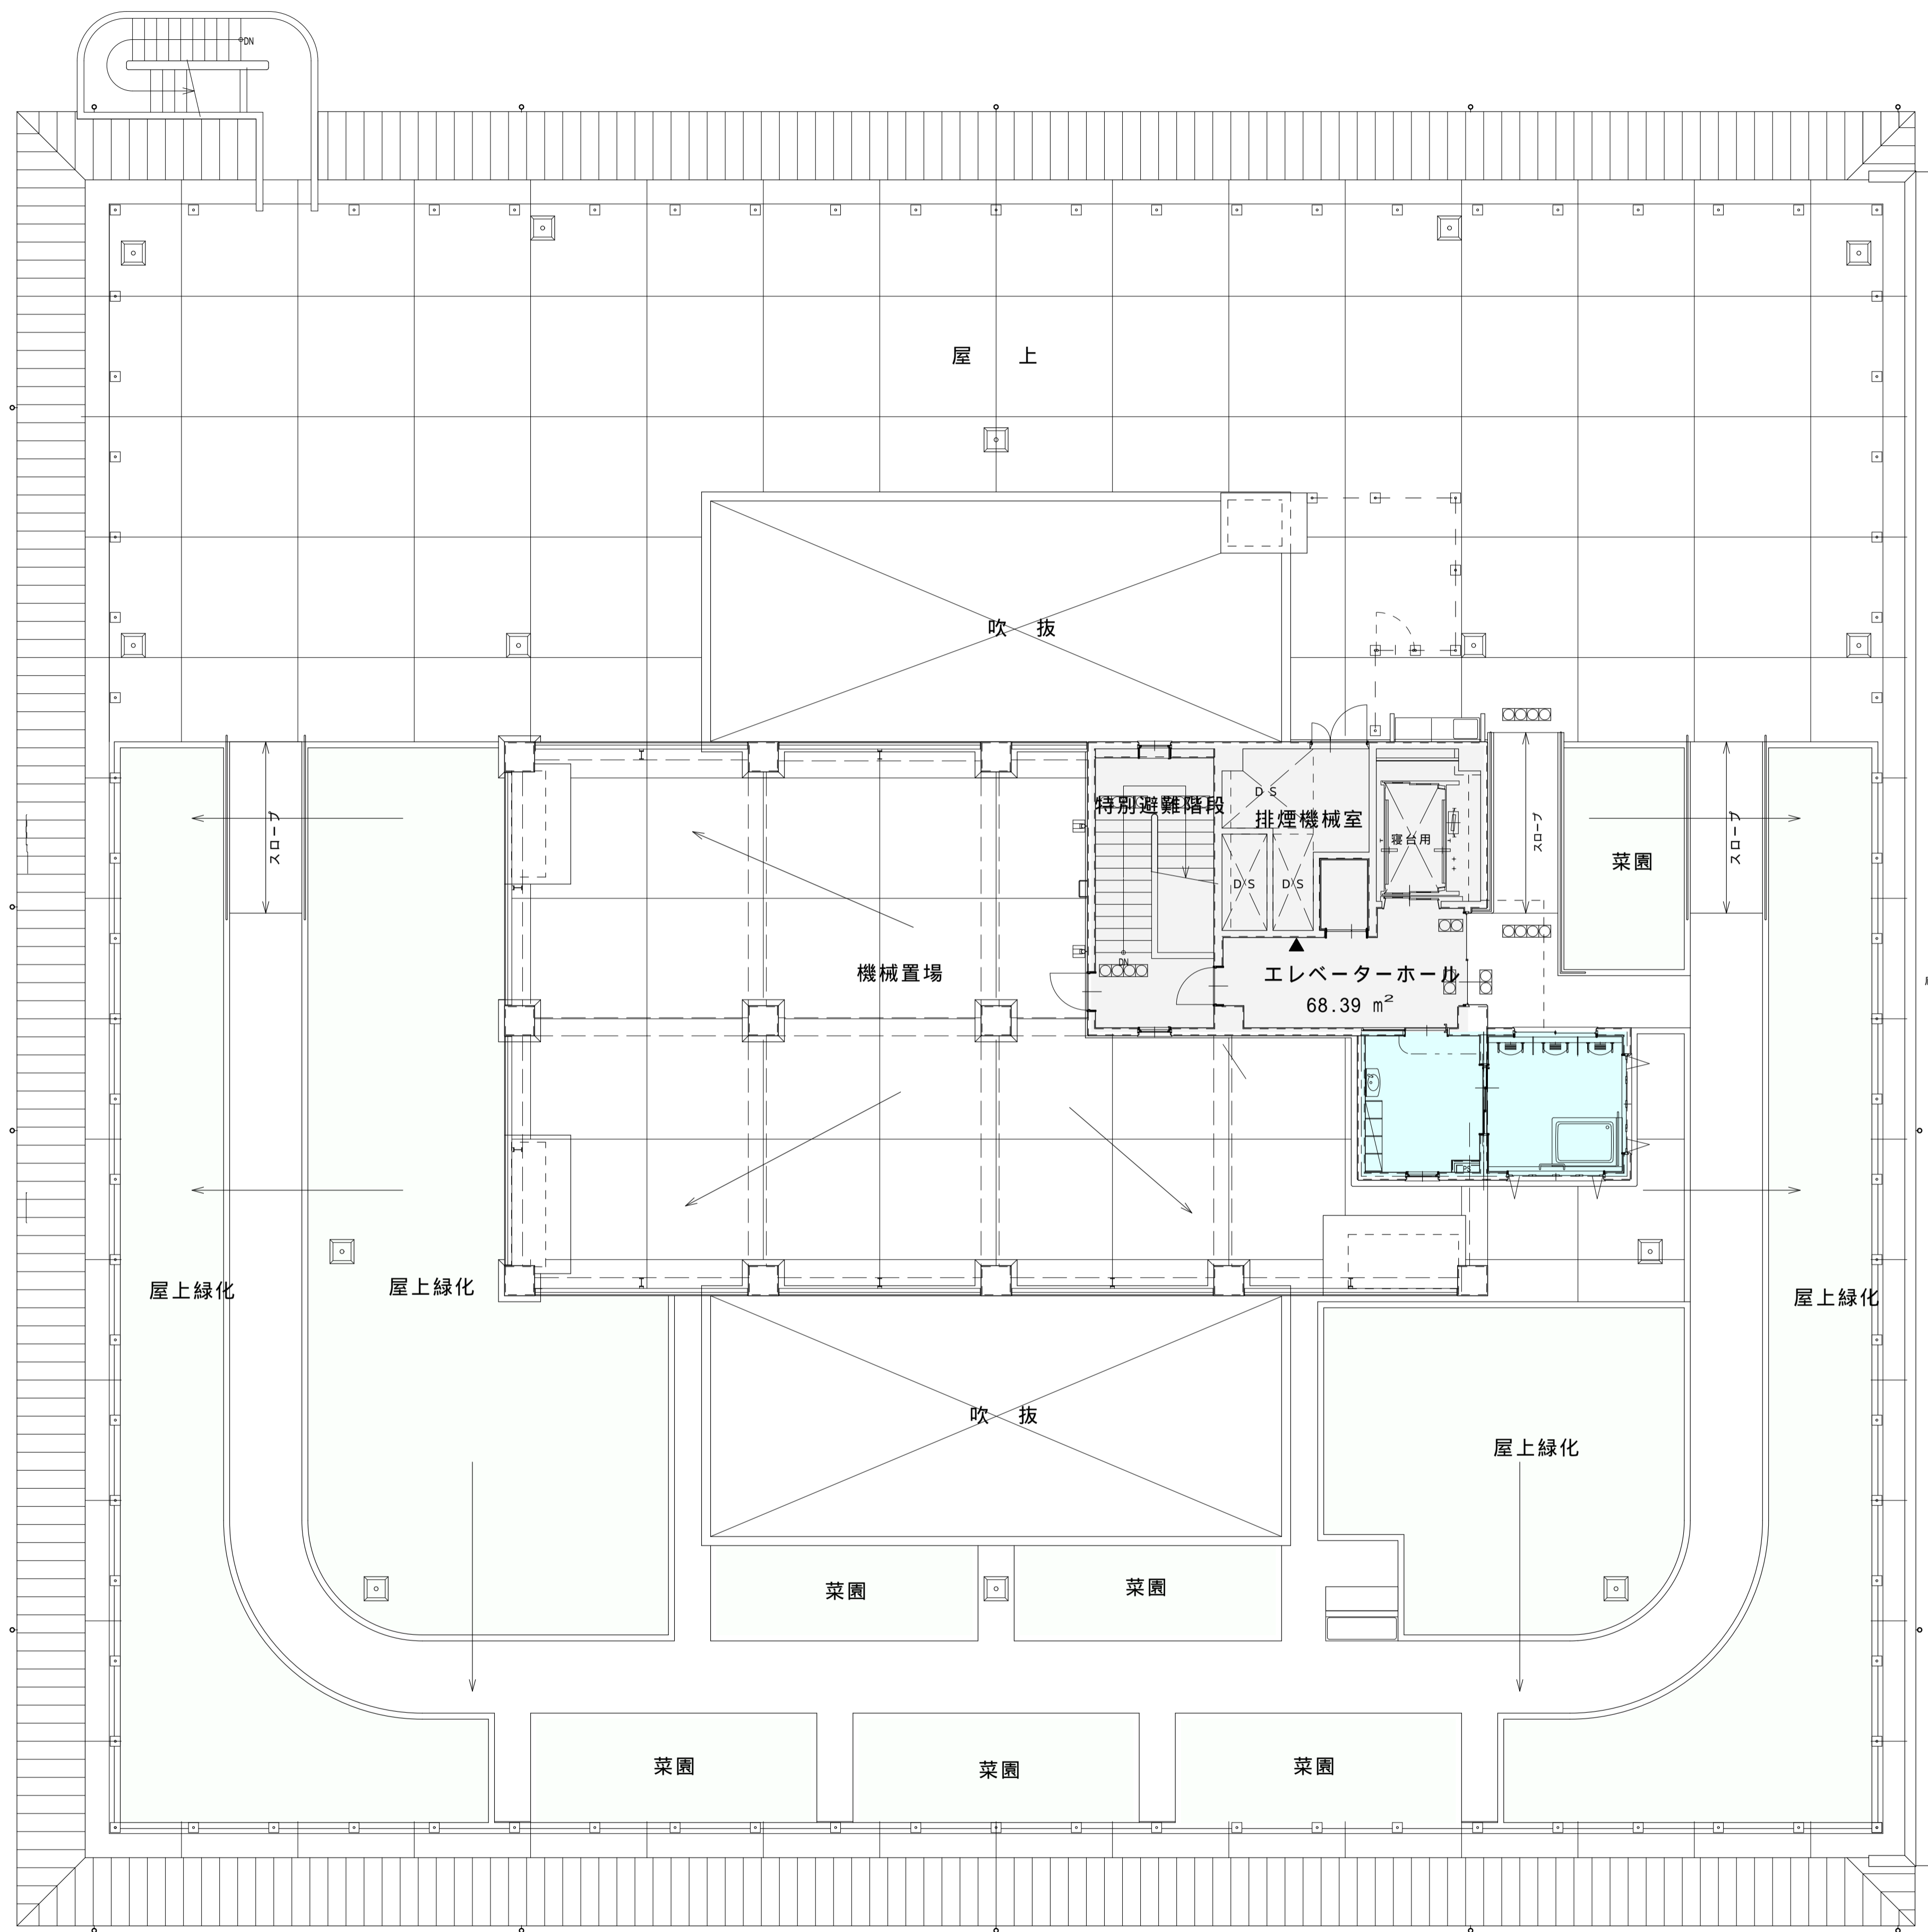 DN
屋 上
吹 抜
DS
特別避難階段
排煙機械室
寝台用
スロープ
スロープ
スロープ
菜園
DS
DS
DN
機械置場
エレベーターホール
68.39 m²
PS
屋上緑化
屋上緑化
屋上緑化
吹 抜
屋上緑化
菜園
菜園
菜園
菜園
菜園